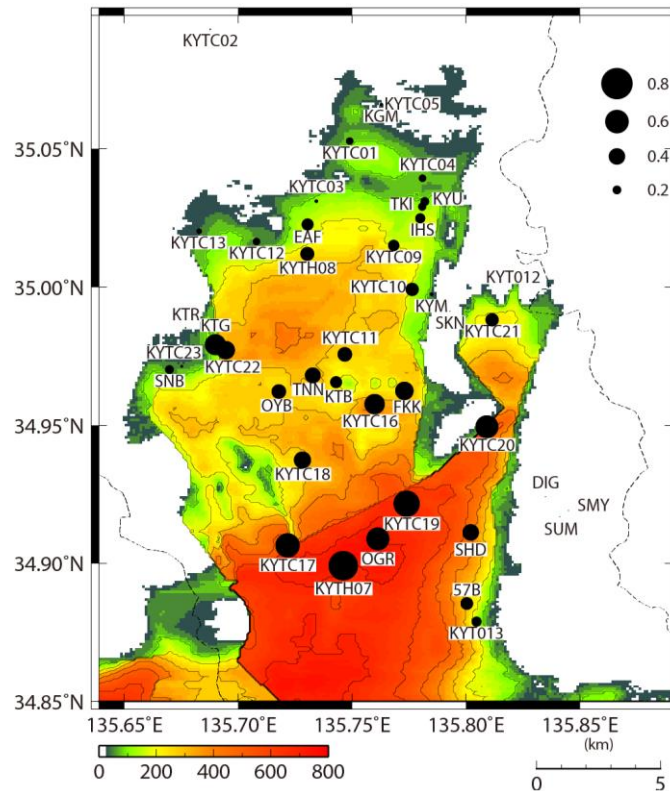 KYTC02
0.8
KYTC05
KGM
0.6
35.05°N
KYTC01
KYTC04
0.4
KYTC03
TKI
KYU
0.2
KYTC13
EAF
IHS
KYTC12
KYTC09
KYTH08
KYT012
35.00°N
KYTC10
KTR
KYM
KTG
SKN
KYTC21
KYTC11
KYTC23
KYTC22
SNB
TNN
KTB
OYB
FKK
KYTC16
34.95°N
KYTC20
KYTC18
DIG
SMY
KYTC19
SUM
34.90°N
KYTC17
OGR
SHD
KYTH07
57B
KYT013
34.85°N
135.65°E 135.70°E 135.75°E 135.80°E 135.85°E
(km)
0 200 400 600 800
0 5